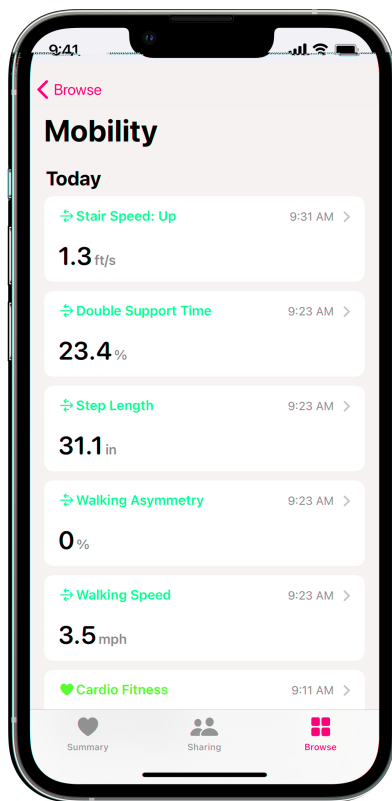 9:41
Browse
Mobility
Today
Stair Speed: Up 9:31 AM
1.3 ft/s
Double Support Time 9:23 AM
23.4 %
Step Length 9:23 AM
31.1 in
Walking Asymmetry 9:23 AM
0 %
Walking Speed 9:23 AM
3.5 mph
Cardio Fitness 9:11 AM
Summary Sharing Browse